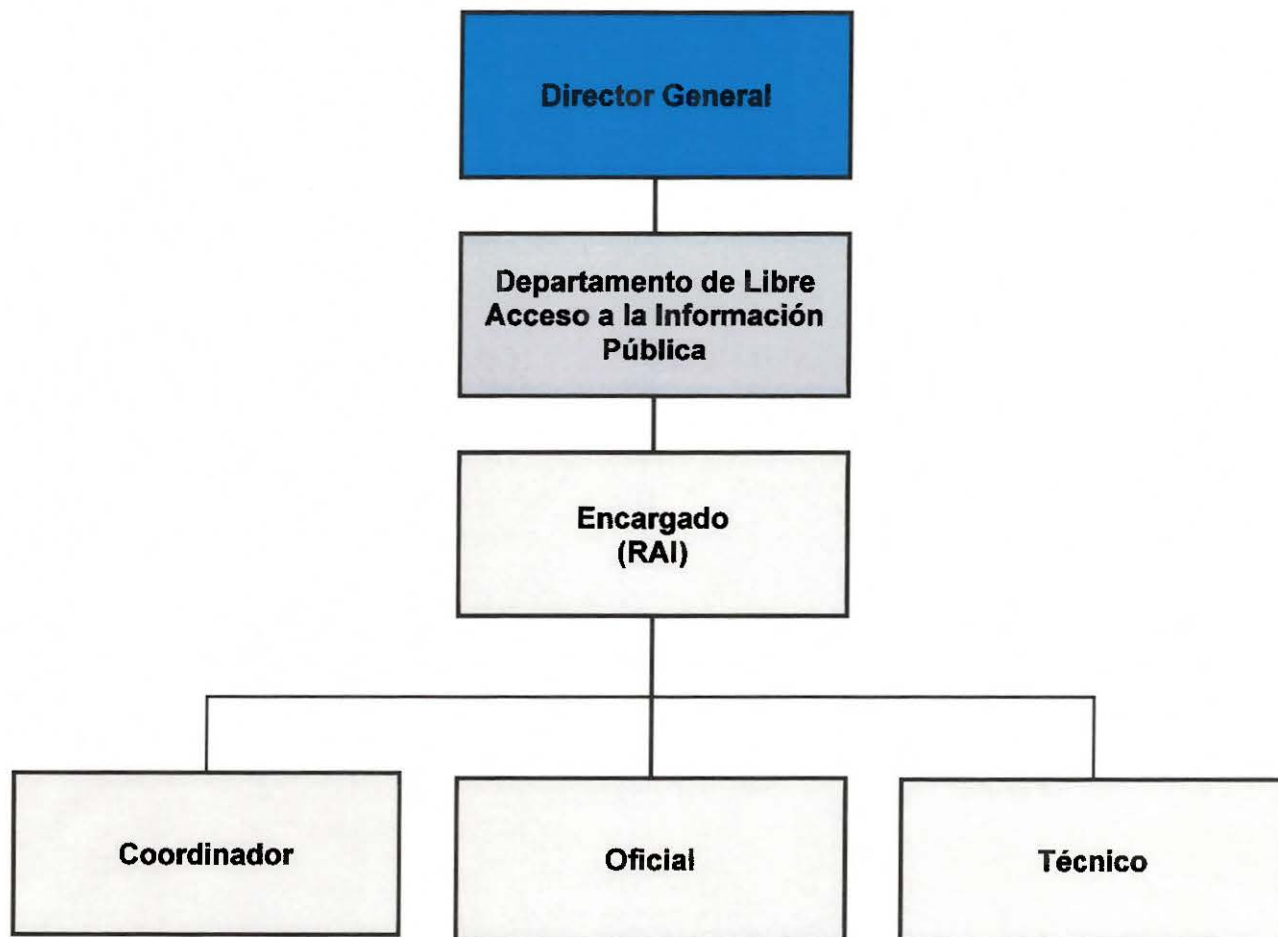 Director General
Departamento de Libre
Acceso a la Información
Pública
Encargado
(RAI)
Coordinador
Oficial
Técnico